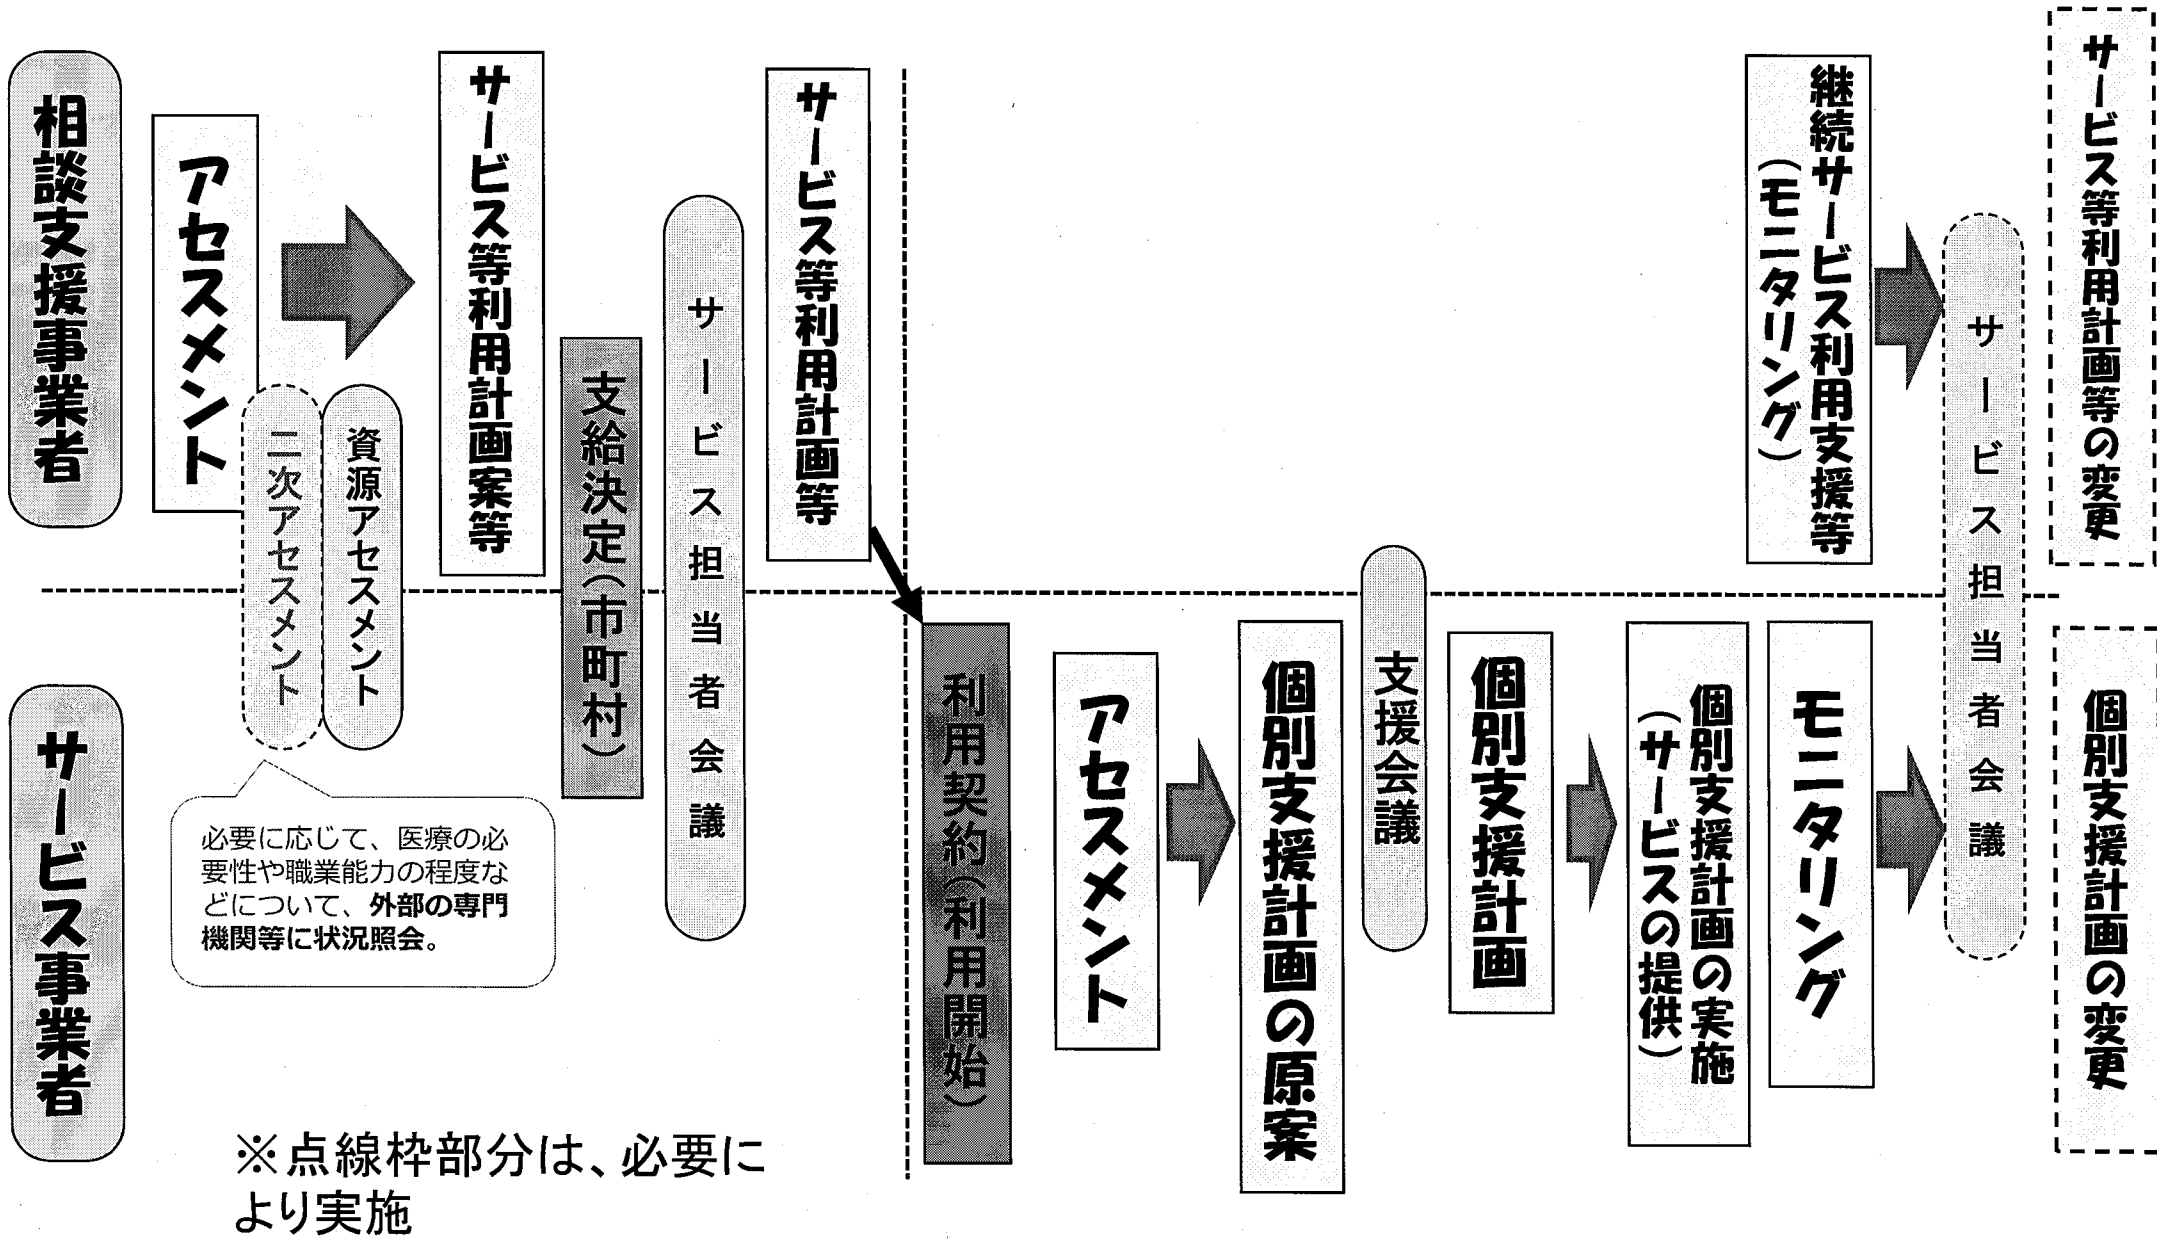 相談支援事業者
アセスメント
二次アセスメント
資源アセスメント
サービス等利用計画案等
支給決定(市町村)
サービス担当者会議
サービス等利用計画等
継続サービス利用支援等
(モニタリング)
サービス担当者会議
サービス等利用計画等の変更
サービス事業者
必要に応じて、医療の必
要性や職業能力の程度な
どについて、外部の専門
機関等に状況照会。
利用契約(利用開始)
アセスメント
個別支援計画の原案
支援会議
個別支援計画
個別支援計画の実施
(サービスの提供)
モニタリング
個別支援計画の変更
※点線枠部分は、必要に
より実施